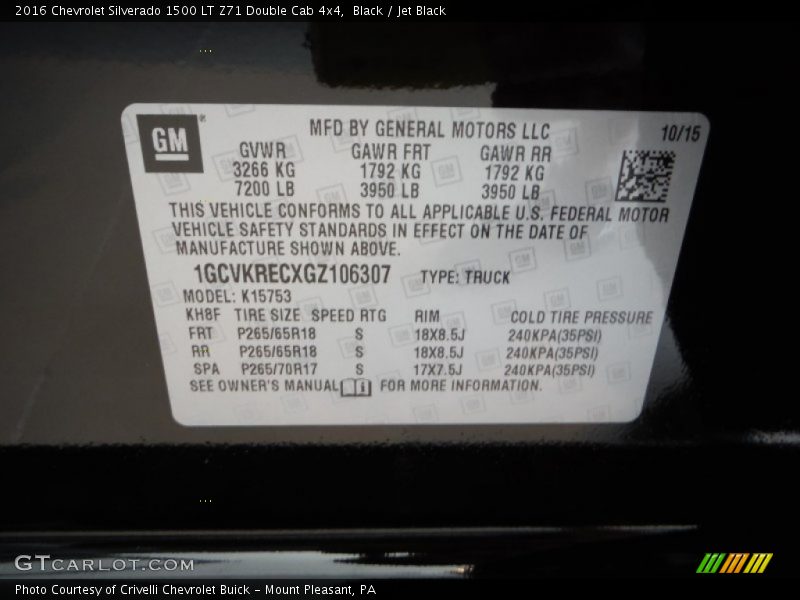 2016 Chevrolet Silverado 1500 LT Z71 Double Cab 4x4, Black / Jet Black
GM®
MFD BY GENERAL MOTORS LLC 10/15
GVWR GAWR FRT GAWR RR
3266 KG 1792 KG 1792 KG
7200 LB 3950 LB 3950 LB
THIS VEHICLE CONFORMS TO ALL APPLICABLE U.S. FEDERAL MOTOR
VEHICLE SAFETY STANDARDS IN EFFECT ON THE DATE OF
MANUFACTURE SHOWN ABOVE.
1GCVKRECXGZ106307 TYPE: TRUCK
MODEL: K15753
KH8F TIRE SIZE SPEED RTG RIM COLD TIRE PRESSURE
FRT P265/65R18 S 18X8.5J 240KPA(35PSI)
RR P265/65R18 S 18X8.5J 240KPA(35PSI)
SPA P265/70R17 S 17X7.5J 240KPA(35PSI)
SEE OWNER'S MANUAL FOR MORE INFORMATION.
GTCARLOT.COM
Photo Courtesy of Crivelli Chevrolet Buick - Mount Pleasant, PA